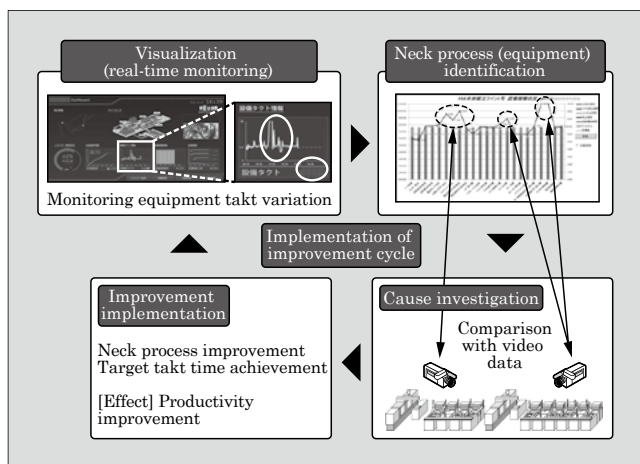 Visualization
(real-time monitoring)
設備タクト情報
設備タクト
Monitoring equipment takt variation
Neck process (equipment)
identification
Implementation of
improvement cycle
Improvement
implementation
Neck process improvement
Target takt time achievement
[Effect] Productivity
improvement
Cause investigation
Comparison
with video
data